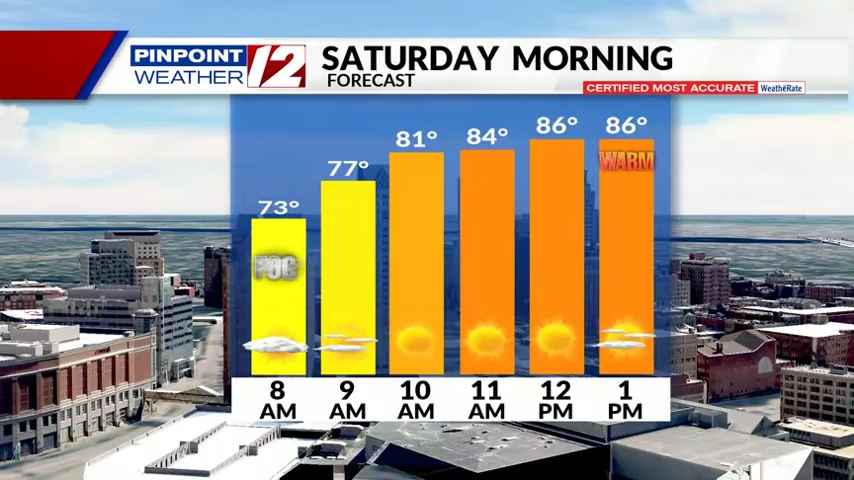 PINPOINT
WEATHER 12
SATURDAY MORNING
FORECAST
CERTIFIED MOST ACCURATE WeatheRate
73° 77° 81° 84° 86° 86°
WARM
FOG
8 9 10 11 12 1
AM AM AM AM PM PM